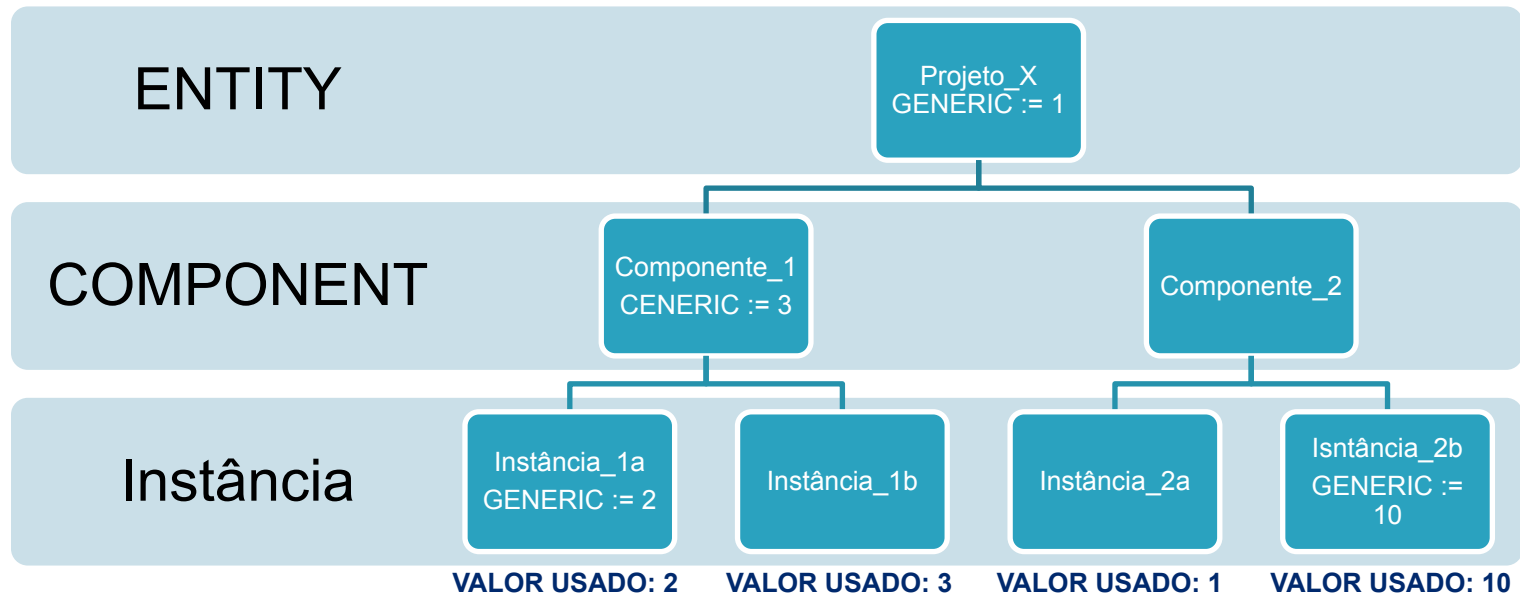 ENTITY
Projeto_X
GENERIC := 1
COMPONENT
Componente_1
CENERIC := 3
Componente_2
Instância
Instância_1a
GENERIC := 2
Instância_1b
Instância_2a
Isntância_2b
GENERIC :=
10
VALOR USADO: 2
VALOR USADO: 3
VALOR USADO: 1
VALOR USADO: 10